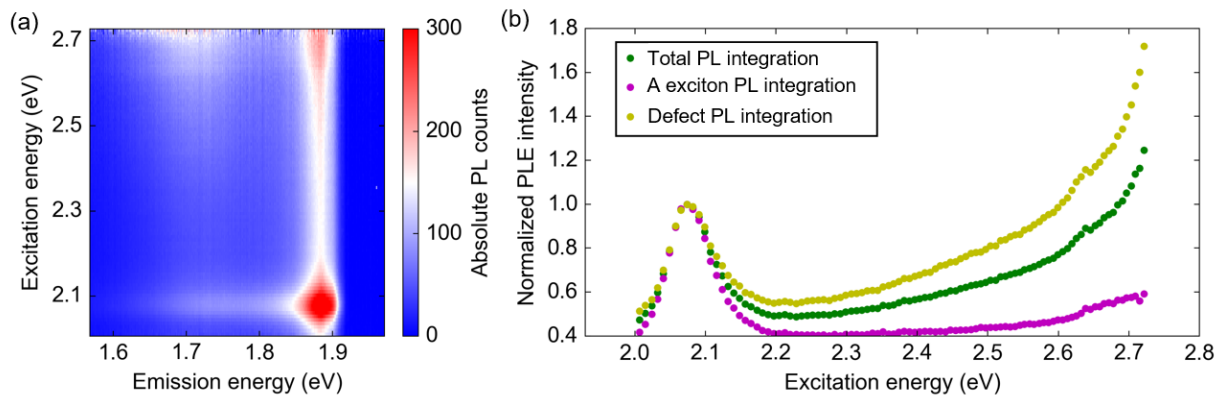 (a)
2.7
2.5
2.3
2.1
Excitation energy (eV)
1.6 1.7 1.8 1.9
Emission energy (eV)
300
200
100
0
Absolute PL counts
(b)
1.8
1.6
1.4
1.2
1.0
0.8
0.6
0.4
Normalized PLE intensity
Total PL integration
A exciton PL integration
Defect PL integration
2.0 2.1 2.2 2.3 2.4 2.5 2.6 2.7 2.8
Excitation energy (eV)